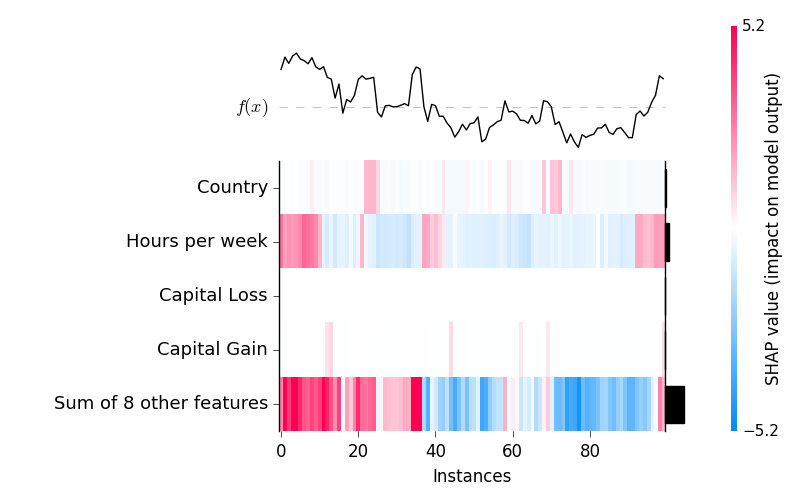 5.2
f(x)
Country
Hours per week
Capital Loss
Capital Gain
Sum of 8 other features
−5.2
0 20 40 60 80
Instances
SHAP value (impact on model output)